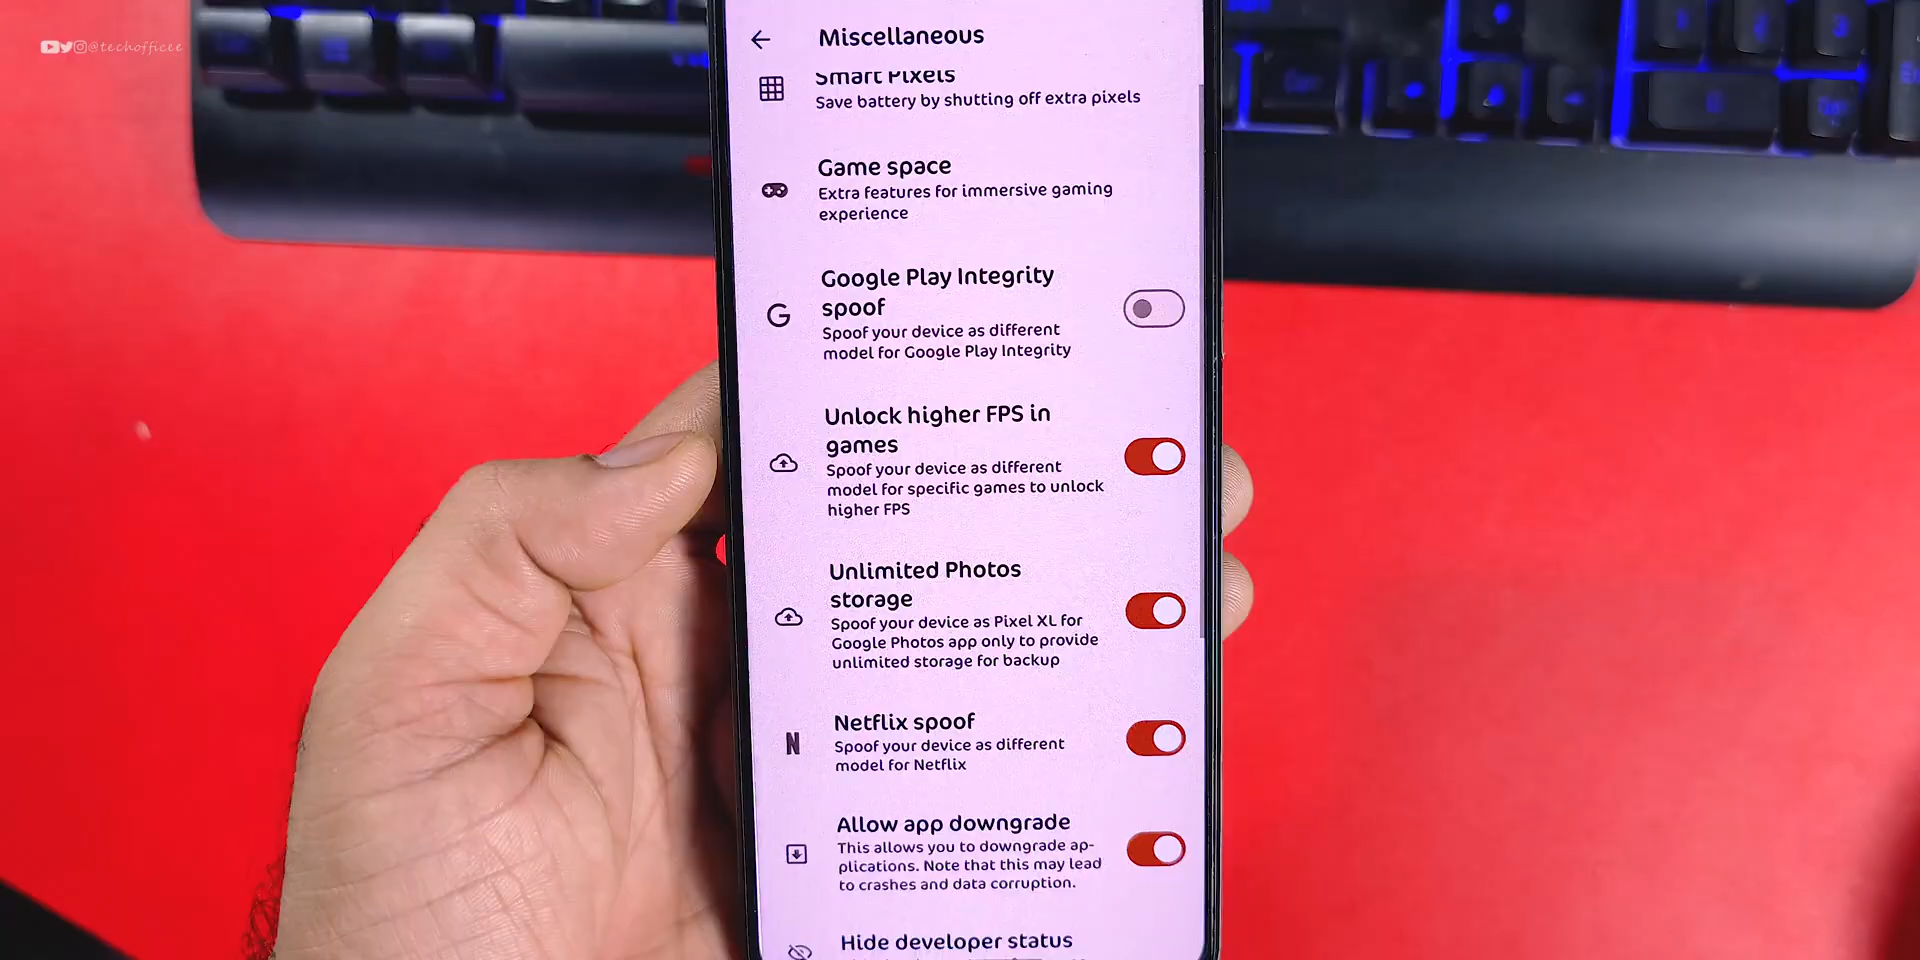 @techofficee
Miscellaneous
Smart Pixels
Save battery by shutting off extra pixels
Game space
Extra features for immersive gaming
experience
Google Play Integrity
spoof
Spoof your device as different
model for Google Play Integrity
Unlock higher FPS in
games
Spoof your device as different
model for specific games to unlock
higher FPS
Unlimited Photos
storage
Spoof your device as Pixel XL for
Google Photos app only to provide
unlimited storage for backup
Netflix spoof
Spoof your device as different
model for Netflix
Allow app downgrade
This allows you to downgrade ap-
plications. Note that this may lead
to crashes and data corruption.
Hide developer status